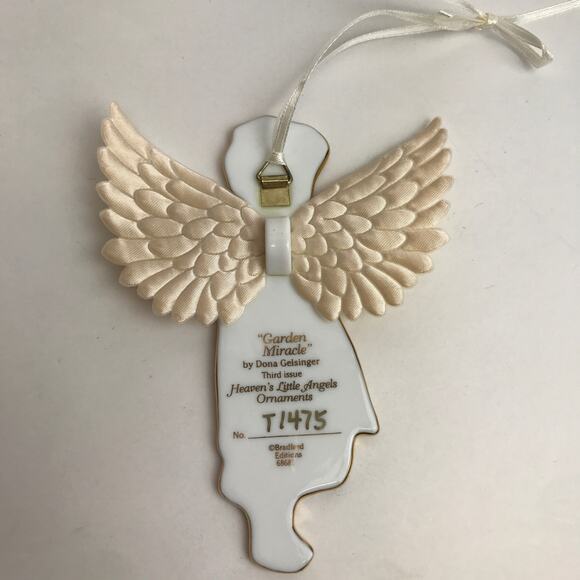 "Garden
Miracle"
by Dona Gelsinger
Third issue
Heaven's Little Angels
Ornaments
No. T1475
©Bradford
Editions
6868